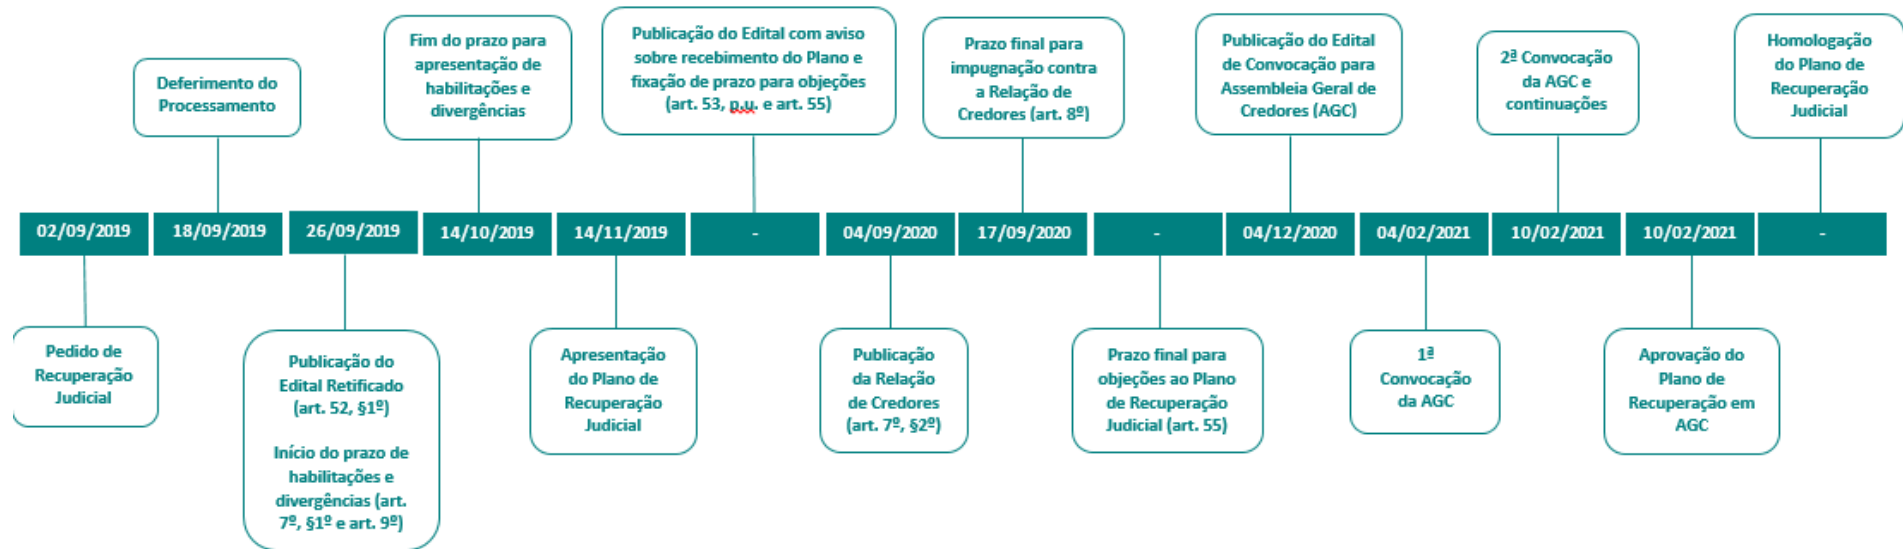 Deferimento do
Processamento
Fim do prazo para
apresentação de
habilitações e
divergências
Publicação do Edital com aviso
sobre recebimento do Plano e
fixação de prazo para objeções
(art. 53, p.u. e art. 55)
Prazo final para
impugnação contra
a Relação de
Credores (art. 8º)
Publicação do Edital
de Convocação para
Assembleia Geral de
Credores (AGC)
2ª Convocação
da AGC e
continuações
Homologação
do Plano de
Recuperação
Judicial
02/09/2019 18/09/2019 26/09/2019 14/10/2019 14/11/2019 - 04/09/2020 17/09/2020 - 04/12/2020 04/02/2021 10/02/2021 10/02/2021 -
Pedido de
Recuperação
Judicial
Publicação do
Edital Retificado
(art. 52, §1º)
Início do prazo de
habilitações e
divergências (art.
7º, §1º e art. 9º)
Apresentação
do Plano de
Recuperação
Judicial
Publicação
da Relação
de Credores
(art. 7º, §2º)
Prazo final para
objeções ao Plano
de Recuperação
Judicial (art. 55)
1ª
Convocação
da AGC
Aprovação do
Plano de
Recuperação em
AGC